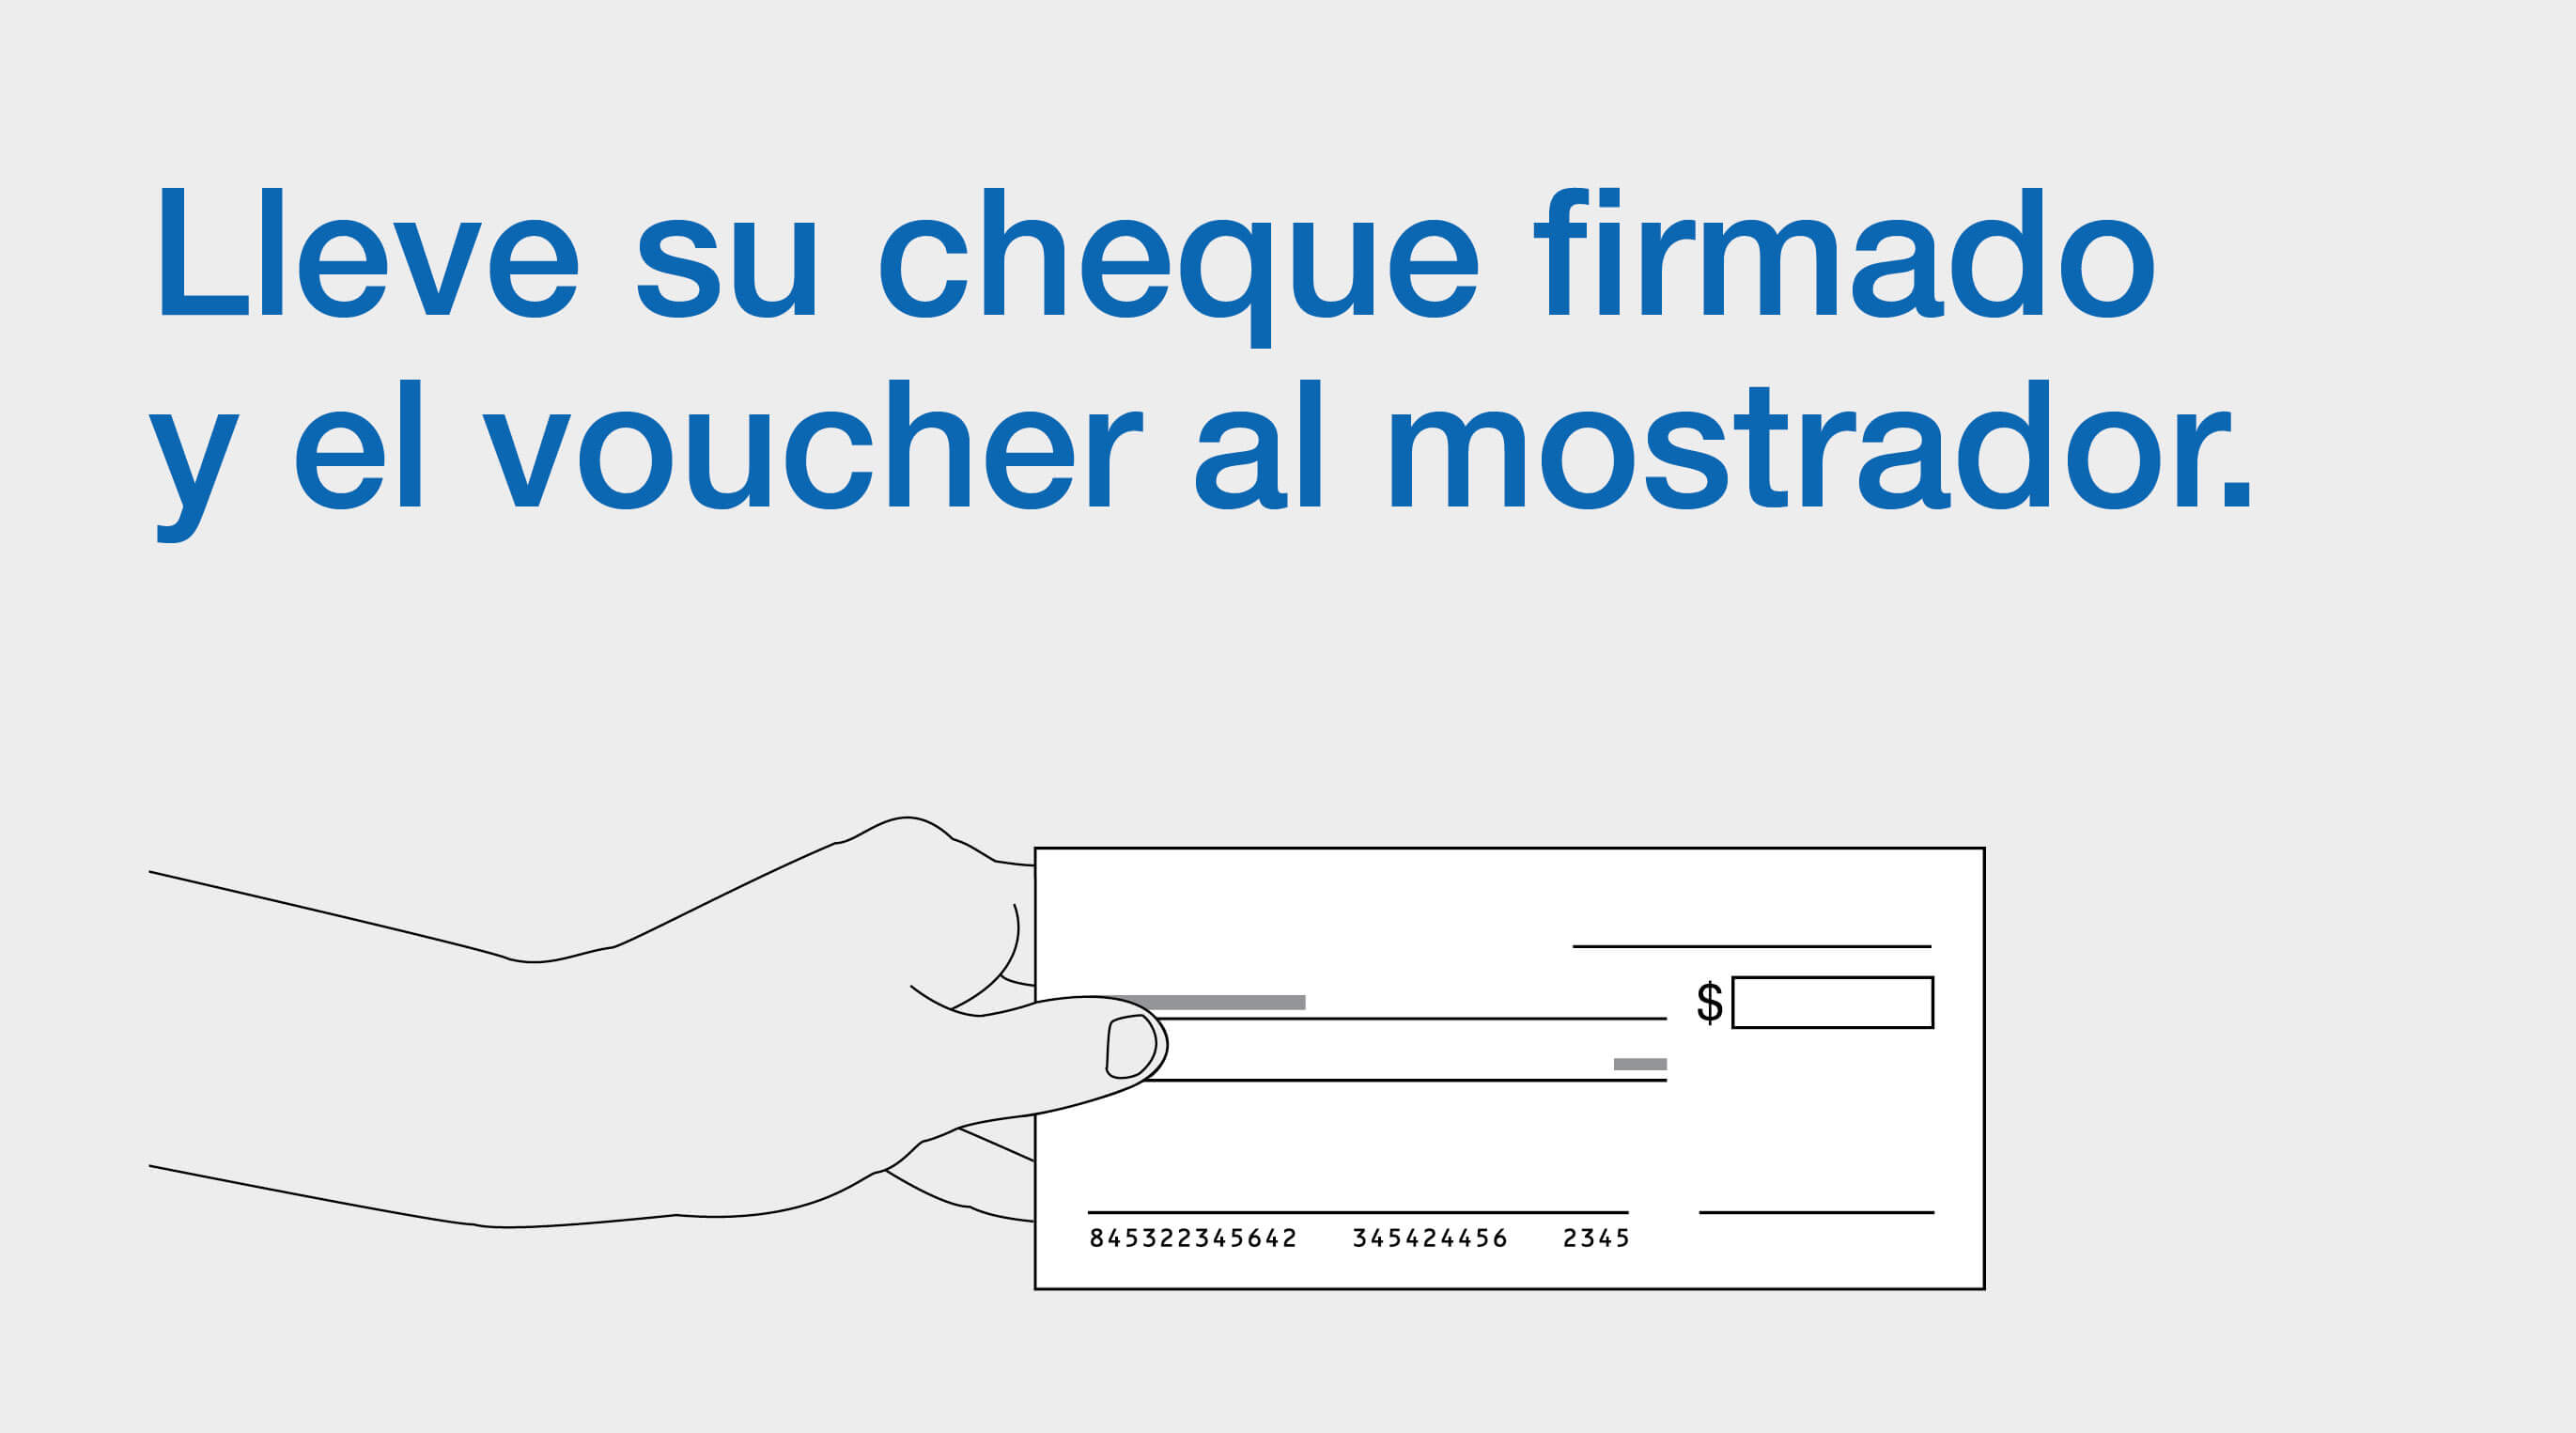 Lleve su cheque firmado
y el voucher al mostrador.
$
845322345642 345424456 2345